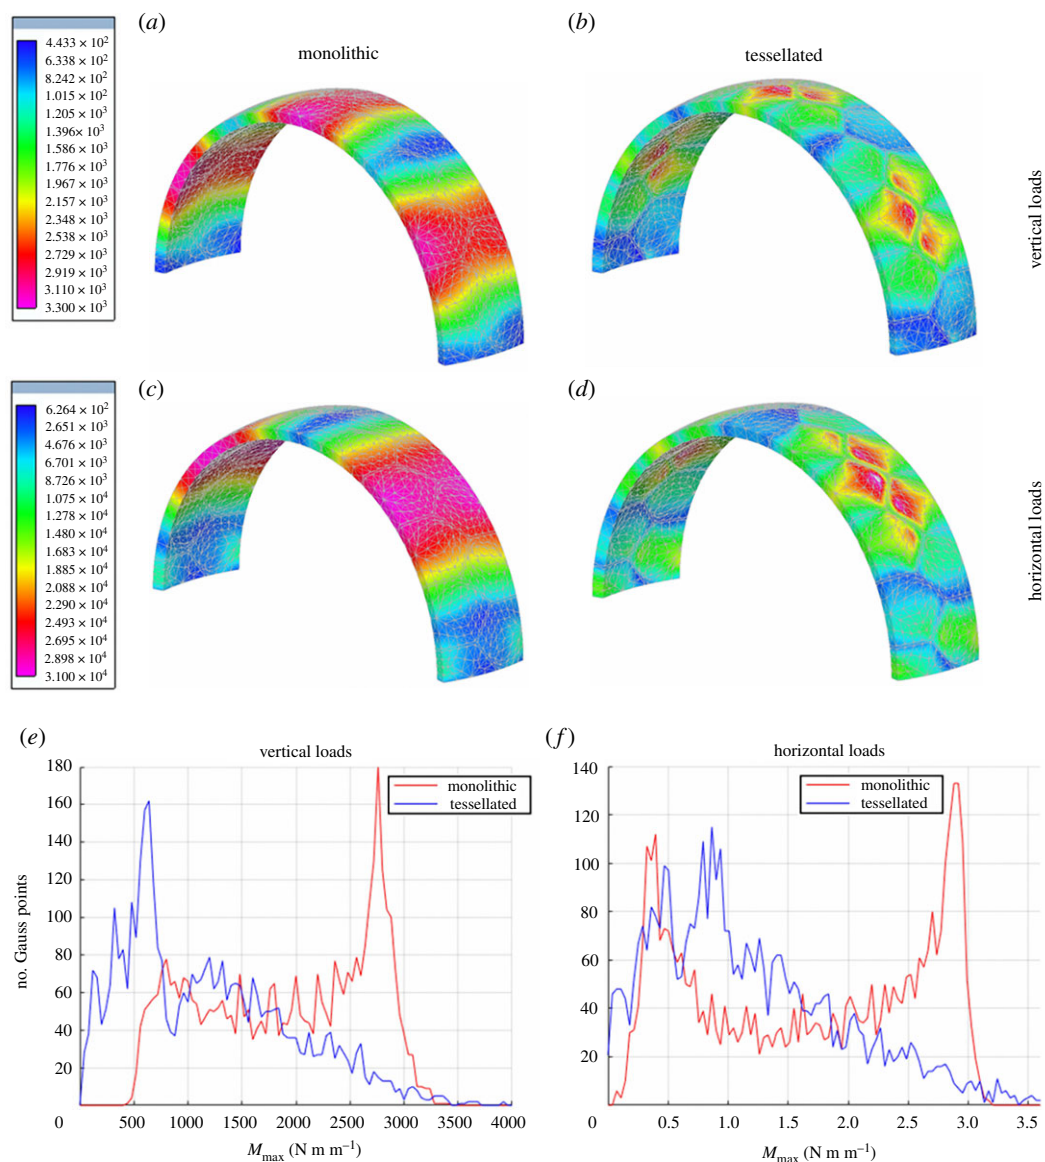 (a)
monolithic
(b)
tessellated
4.433 × 10²
6.338 × 10²
8.242 × 10²
1.015 × 10²
1.205 × 10³
1.396 × 10³
1.586 × 10³
1.776 × 10³
1.967 × 10³
2.157 × 10³
2.348 × 10³
2.538 × 10³
2.729 × 10³
2.919 × 10³
3.110 × 10³
3.300 × 10³
vertical loads
(c)
(d)
6.264 × 10²
2.651 × 10³
4.676 × 10³
6.701 × 10³
8.726 × 10³
1.075 × 10⁴
1.278 × 10⁴
1.480 × 10⁴
1.683 × 10⁴
1.885 × 10⁴
2.088 × 10⁴
2.290 × 10⁴
2.493 × 10⁴
2.695 × 10⁴
2.898 × 10⁴
3.100 × 10⁴
horizontal loads
(e)
vertical loads
180
160
140
120
100
80
60
40
20
0
no. Gauss points
monolithic
tessellated
500 1000 1500 2000 2500 3000 3500 4000
M_max (N m m⁻¹)
(f)
horizontal loads
140
120
100
80
60
40
20
0
monolithic
tessellated
0.5 1.0 1.5 2.0 2.5 3.0 3.5
M_max (N m m⁻¹)